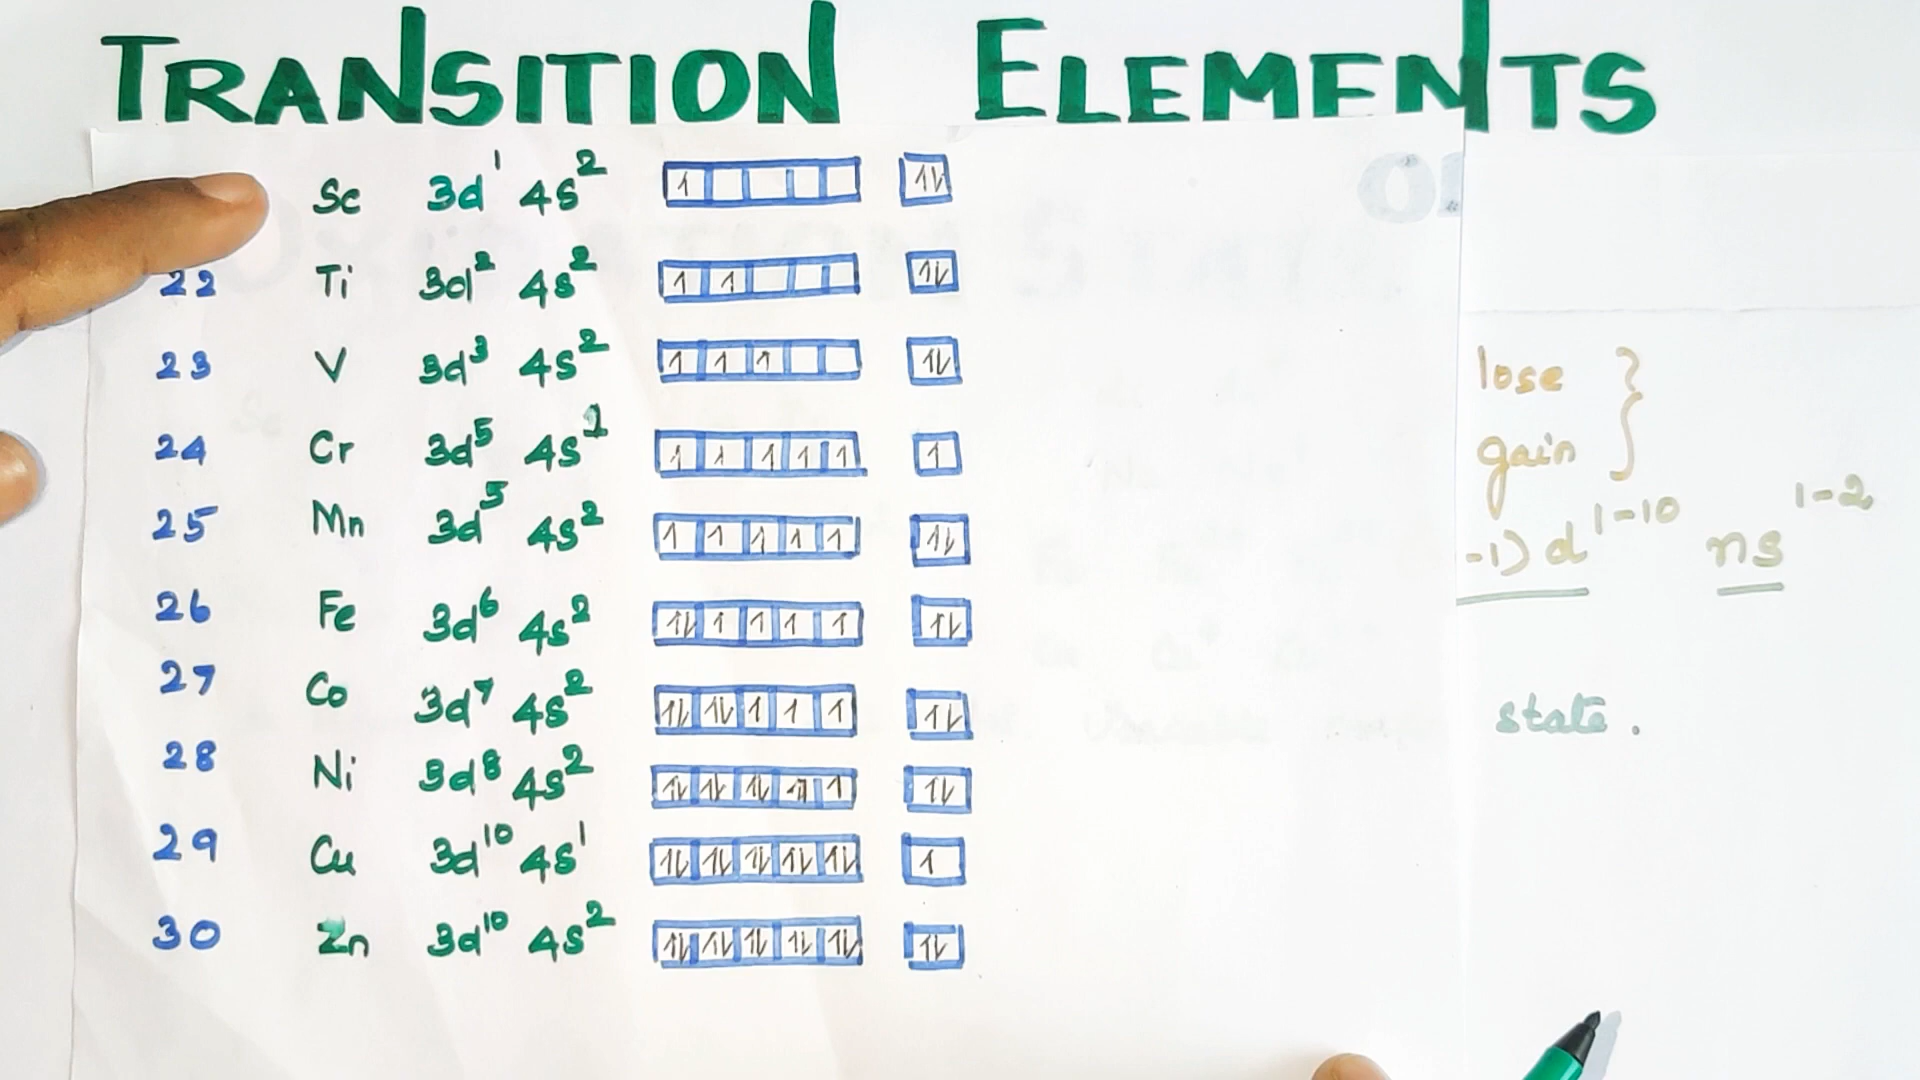 TRANSITION ELEMENTS
Sc 3d¹ 4s²
22 Ti 3d² 4s²
23 V 3d³ 4s²
24 Cr 3d⁵ 4s¹
25 Mn 3d⁵ 4s²
26 Fe 3d⁶ 4s²
27 Co 3d⁷ 4s²
28 Ni 3d⁸ 4s²
29 Cu 3d¹⁰ 4s¹
30 Zn 3d¹⁰ 4s²
lose
gain
-1) d¹⁻¹⁰ ns¹⁻²
state.